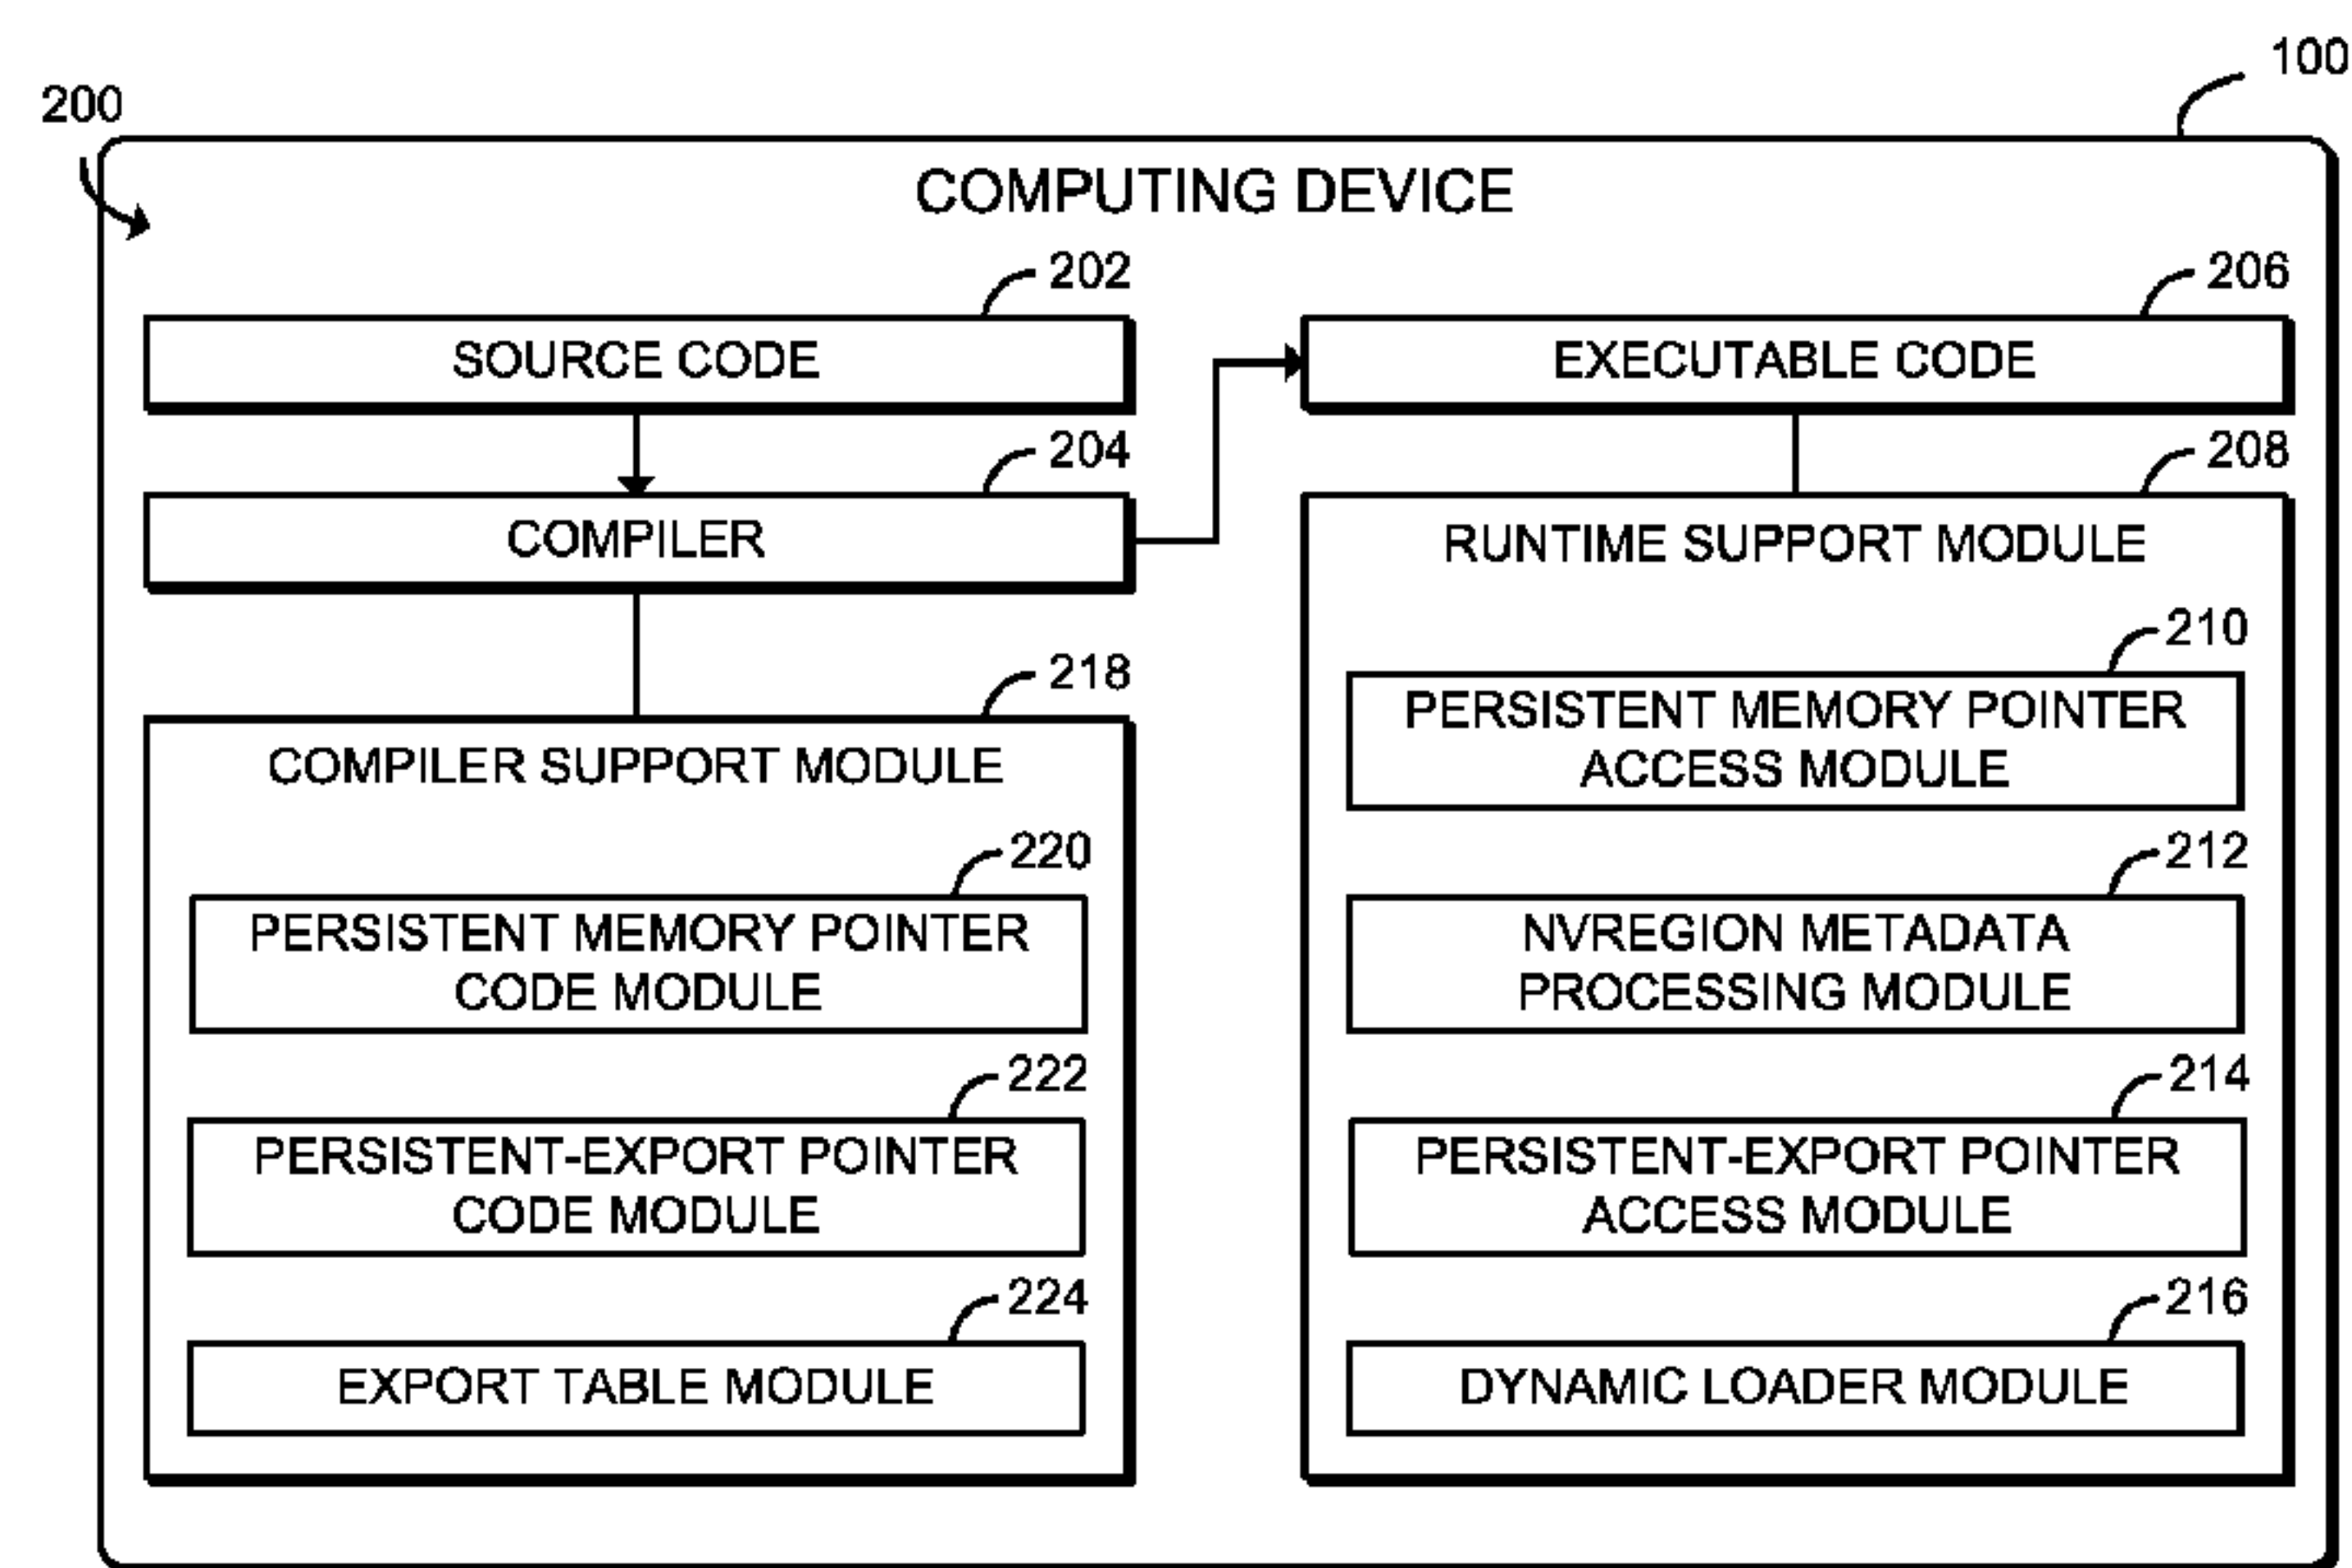 100
200
COMPUTING DEVICE
202
SOURCE CODE
204
COMPILER
218
COMPILER SUPPORT MODULE
220
PERSISTENT MEMORY POINTER
CODE MODULE
222
PERSISTENT-EXPORT POINTER
CODE MODULE
224
EXPORT TABLE MODULE
206
EXECUTABLE CODE
208
RUNTIME SUPPORT MODULE
210
PERSISTENT MEMORY POINTER
ACCESS MODULE
212
NVREGION METADATA
PROCESSING MODULE
214
PERSISTENT-EXPORT POINTER
ACCESS MODULE
216
DYNAMIC LOADER MODULE